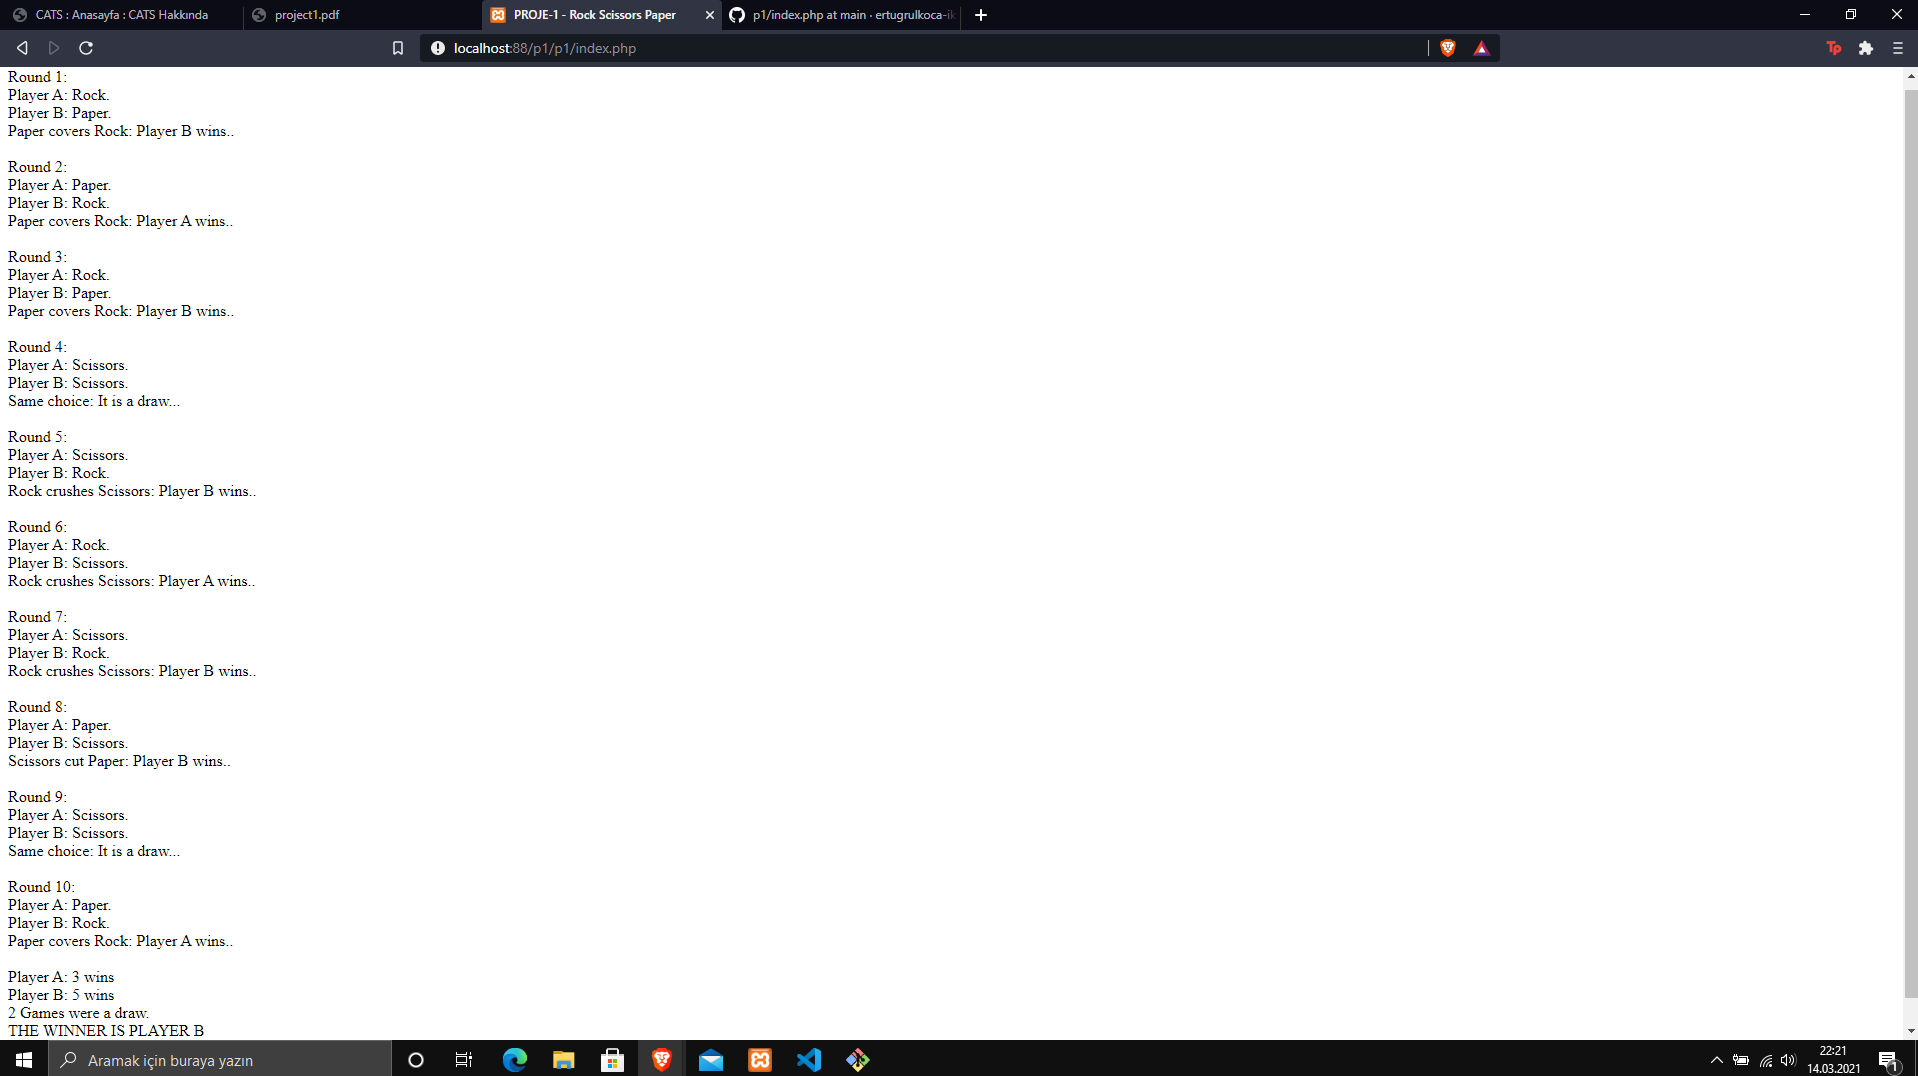 CATS : Anasayfa : CATS Hakkında
project1.pdf
PROJE-1 - Rock Scissors Paper
p1/index.php at main · ertugrulkoca-ik
localhost:88/p1/p1/index.php
Tp
Round 1:
Player A: Rock.
Player B: Paper.
Paper covers Rock: Player B wins..
Round 2:
Player A: Paper.
Player B: Rock.
Paper covers Rock: Player A wins..
Round 3:
Player A: Rock.
Player B: Paper.
Paper covers Rock: Player B wins..
Round 4:
Player A: Scissors.
Player B: Scissors.
Same choice: It is a draw...
Round 5:
Player A: Scissors.
Player B: Rock.
Rock crushes Scissors: Player B wins..
Round 6:
Player A: Rock.
Player B: Scissors.
Rock crushes Scissors: Player A wins..
Round 7:
Player A: Scissors.
Player B: Rock.
Rock crushes Scissors: Player B wins..
Round 8:
Player A: Paper.
Player B: Scissors.
Scissors cut Paper: Player B wins..
Round 9:
Player A: Scissors.
Player B: Scissors.
Same choice: It is a draw...
Round 10:
Player A: Paper.
Player B: Rock.
Paper covers Rock: Player A wins..
Player A: 3 wins
Player B: 5 wins
2 Games were a draw.
THE WINNER IS PLAYER B
Aramak için buraya yazın
22:21
14.03.2021
1